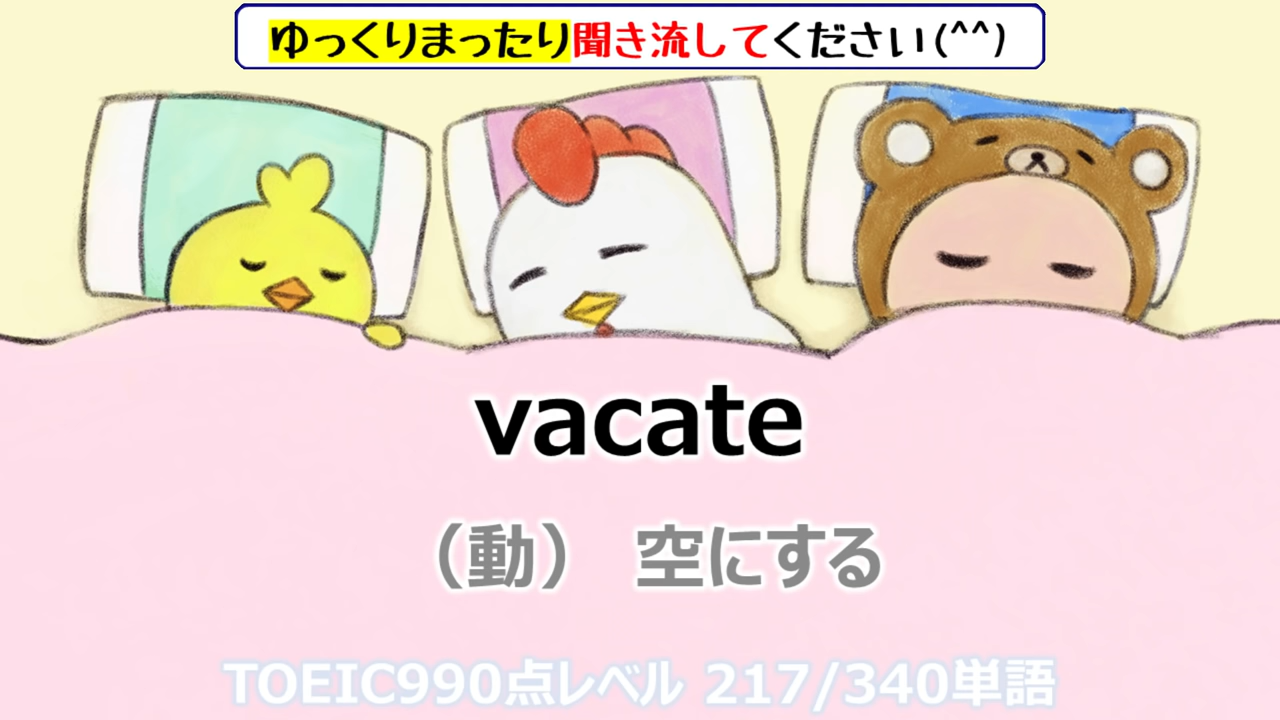 ゆっくりまったり聞き流してください(^^)
vacate
（動） 空にする
TOEIC990点レベル 217/340単語